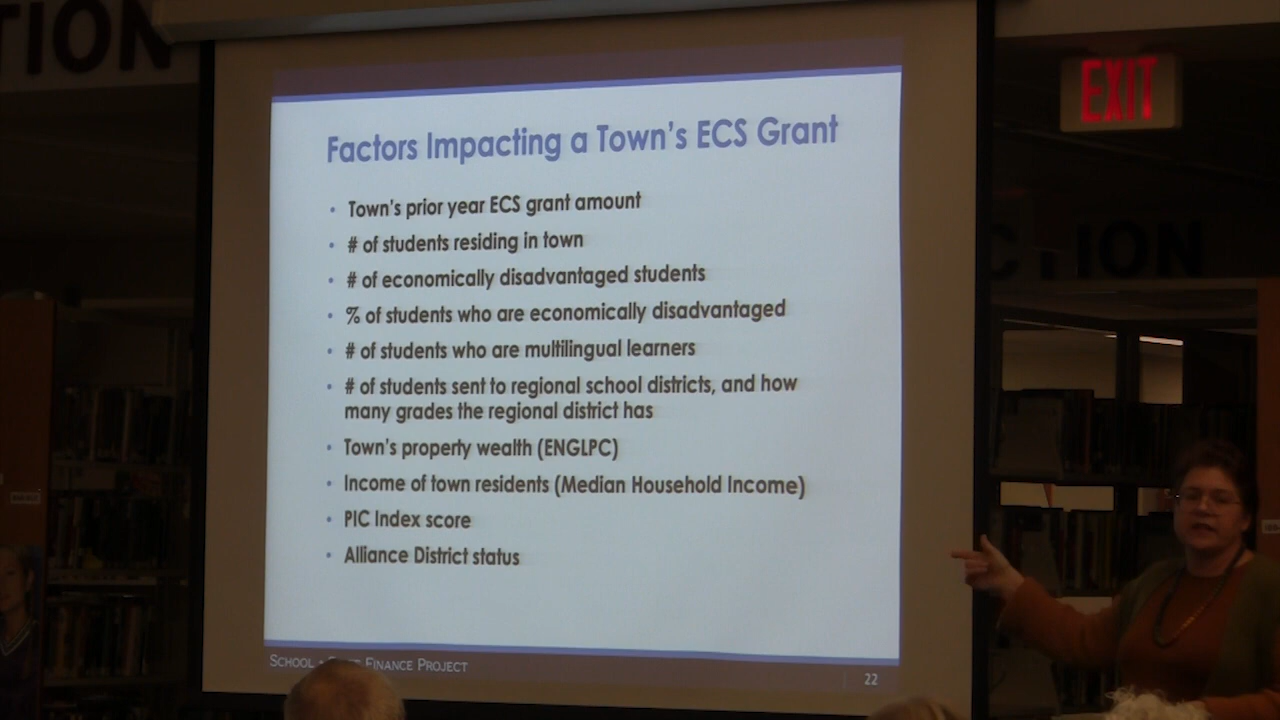 TION
EXIT
ION
Factors Impacting a Town's ECS Grant
• Town's prior year ECS grant amount
• # of students residing in town
• # of economically disadvantaged students
• % of students who are economically disadvantaged
• # of students who are multilingual learners
• # of students sent to regional school districts, and how
many grades the regional district has
• Town's property wealth (ENGLPC)
• Income of town residents (Median Household Income)
• PIC Index score
• Alliance District status
SCHOOL + FINANCE PROJECT
22